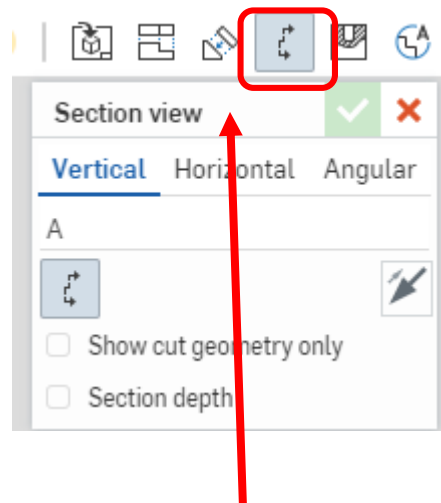 Section view
Vertical Horizontal Angular
A
Show cut geometry only
Section depth